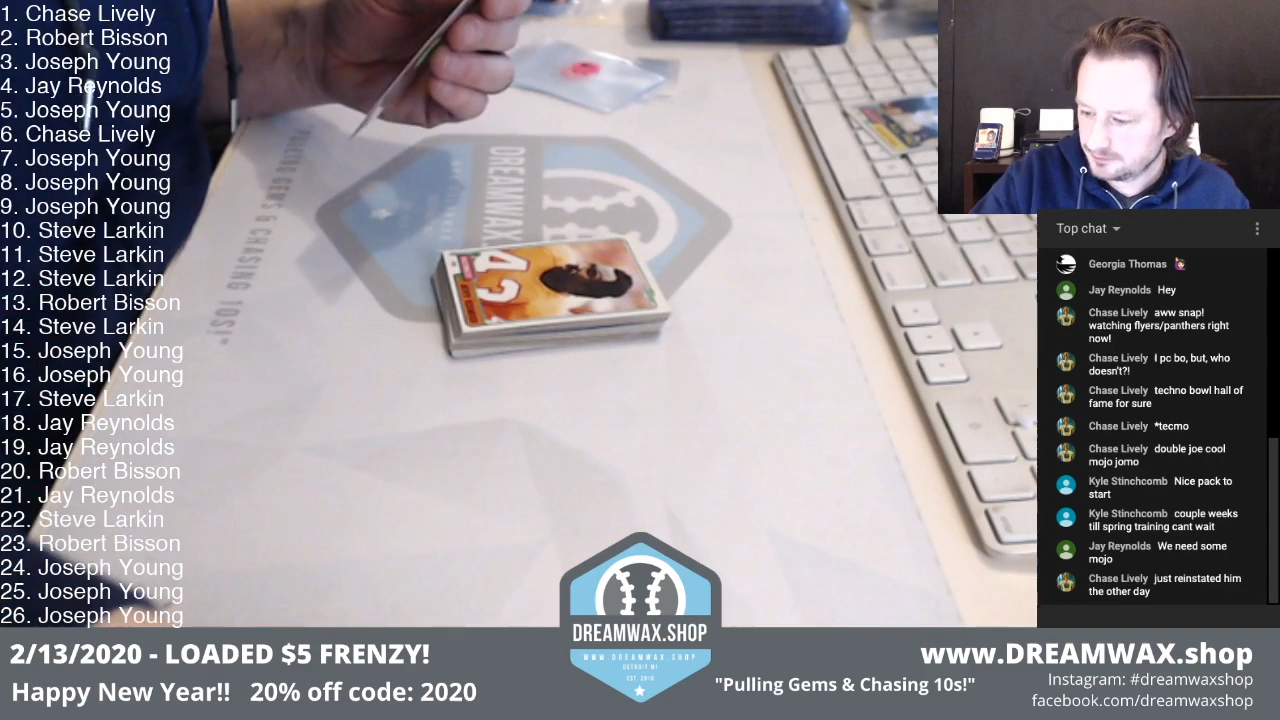 1. Chase Lively
2. Robert Bisson
3. Joseph Young
4. Jay Reynolds
5. Joseph Young
6. Chase Lively
7. Joseph Young
8. Joseph Young
9. Joseph Young
10. Steve Larkin
11. Steve Larkin
12. Steve Larkin
13. Robert Bisson
14. Steve Larkin
15. Joseph Young
16. Joseph Young
17. Steve Larkin
18. Jay Reynolds
19. Jay Reynolds
20. Robert Bisson
21. Jay Reynolds
22. Steve Larkin
23. Robert Bisson
24. Joseph Young
25. Joseph Young
26. Joseph Young
"PULLING GEMS & CHASING 10S!"
DREAMWAX
Top chat
Georgia Thomas
Jay Reynolds Hey
Chase Lively aww snap!
watching flyers/panthers right
now!
Chase Lively I pc bo, but, who
doesn't?!
Chase Lively techno bowl hall of
fame for sure
Chase Lively *tecmo
Chase Lively double joe cool
mojo jomo
Kyle Stinchcomb Nice pack to
start
Kyle Stinchcomb couple weeks
till spring training cant wait
Jay Reynolds We need some
mojo
Chase Lively just reinstated him
the other day
DREAMWAX.SHOP
WWW.DREAMWAX.SHOP
DETROIT MI
EST. 2019
2/13/2020 - LOADED $5 FRENZY!
Happy New Year!! 20% off code: 2020
"Pulling Gems & Chasing 10s!"
www.DREAMWAX.shop
Instagram: #dreamwaxshop
facebook.com/dreamwaxshop